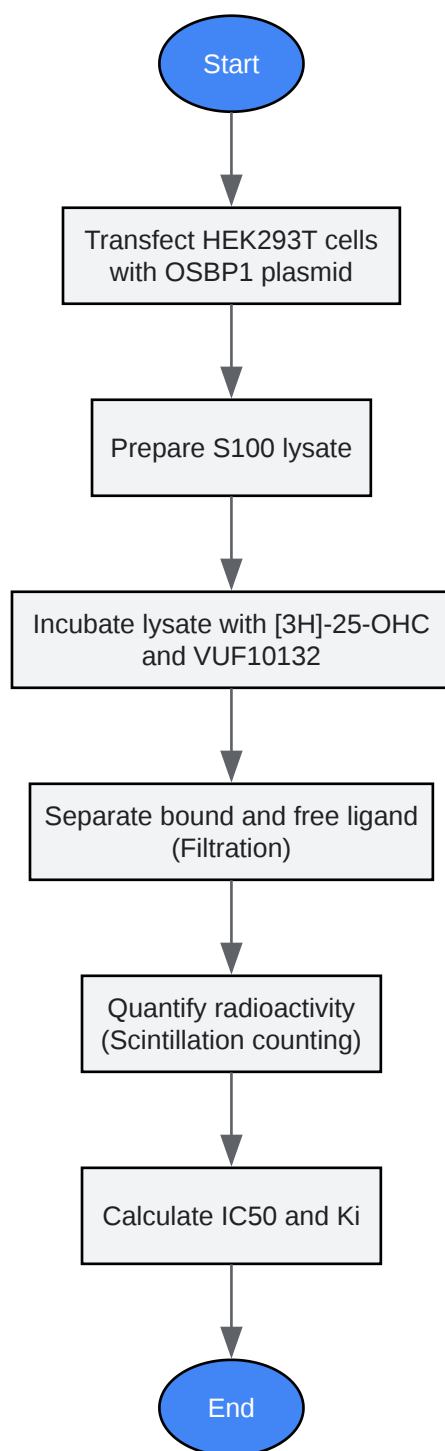 Start
Transfect HEK293T cells
with OSBP1 plasmid
Prepare S100 lysate
Incubate lysate with [3H]-25-OHC
and VUF10132
Separate bound and free ligand
(Filtration)
Quantify radioactivity
(Scintillation counting)
Calculate IC50 and Ki
End